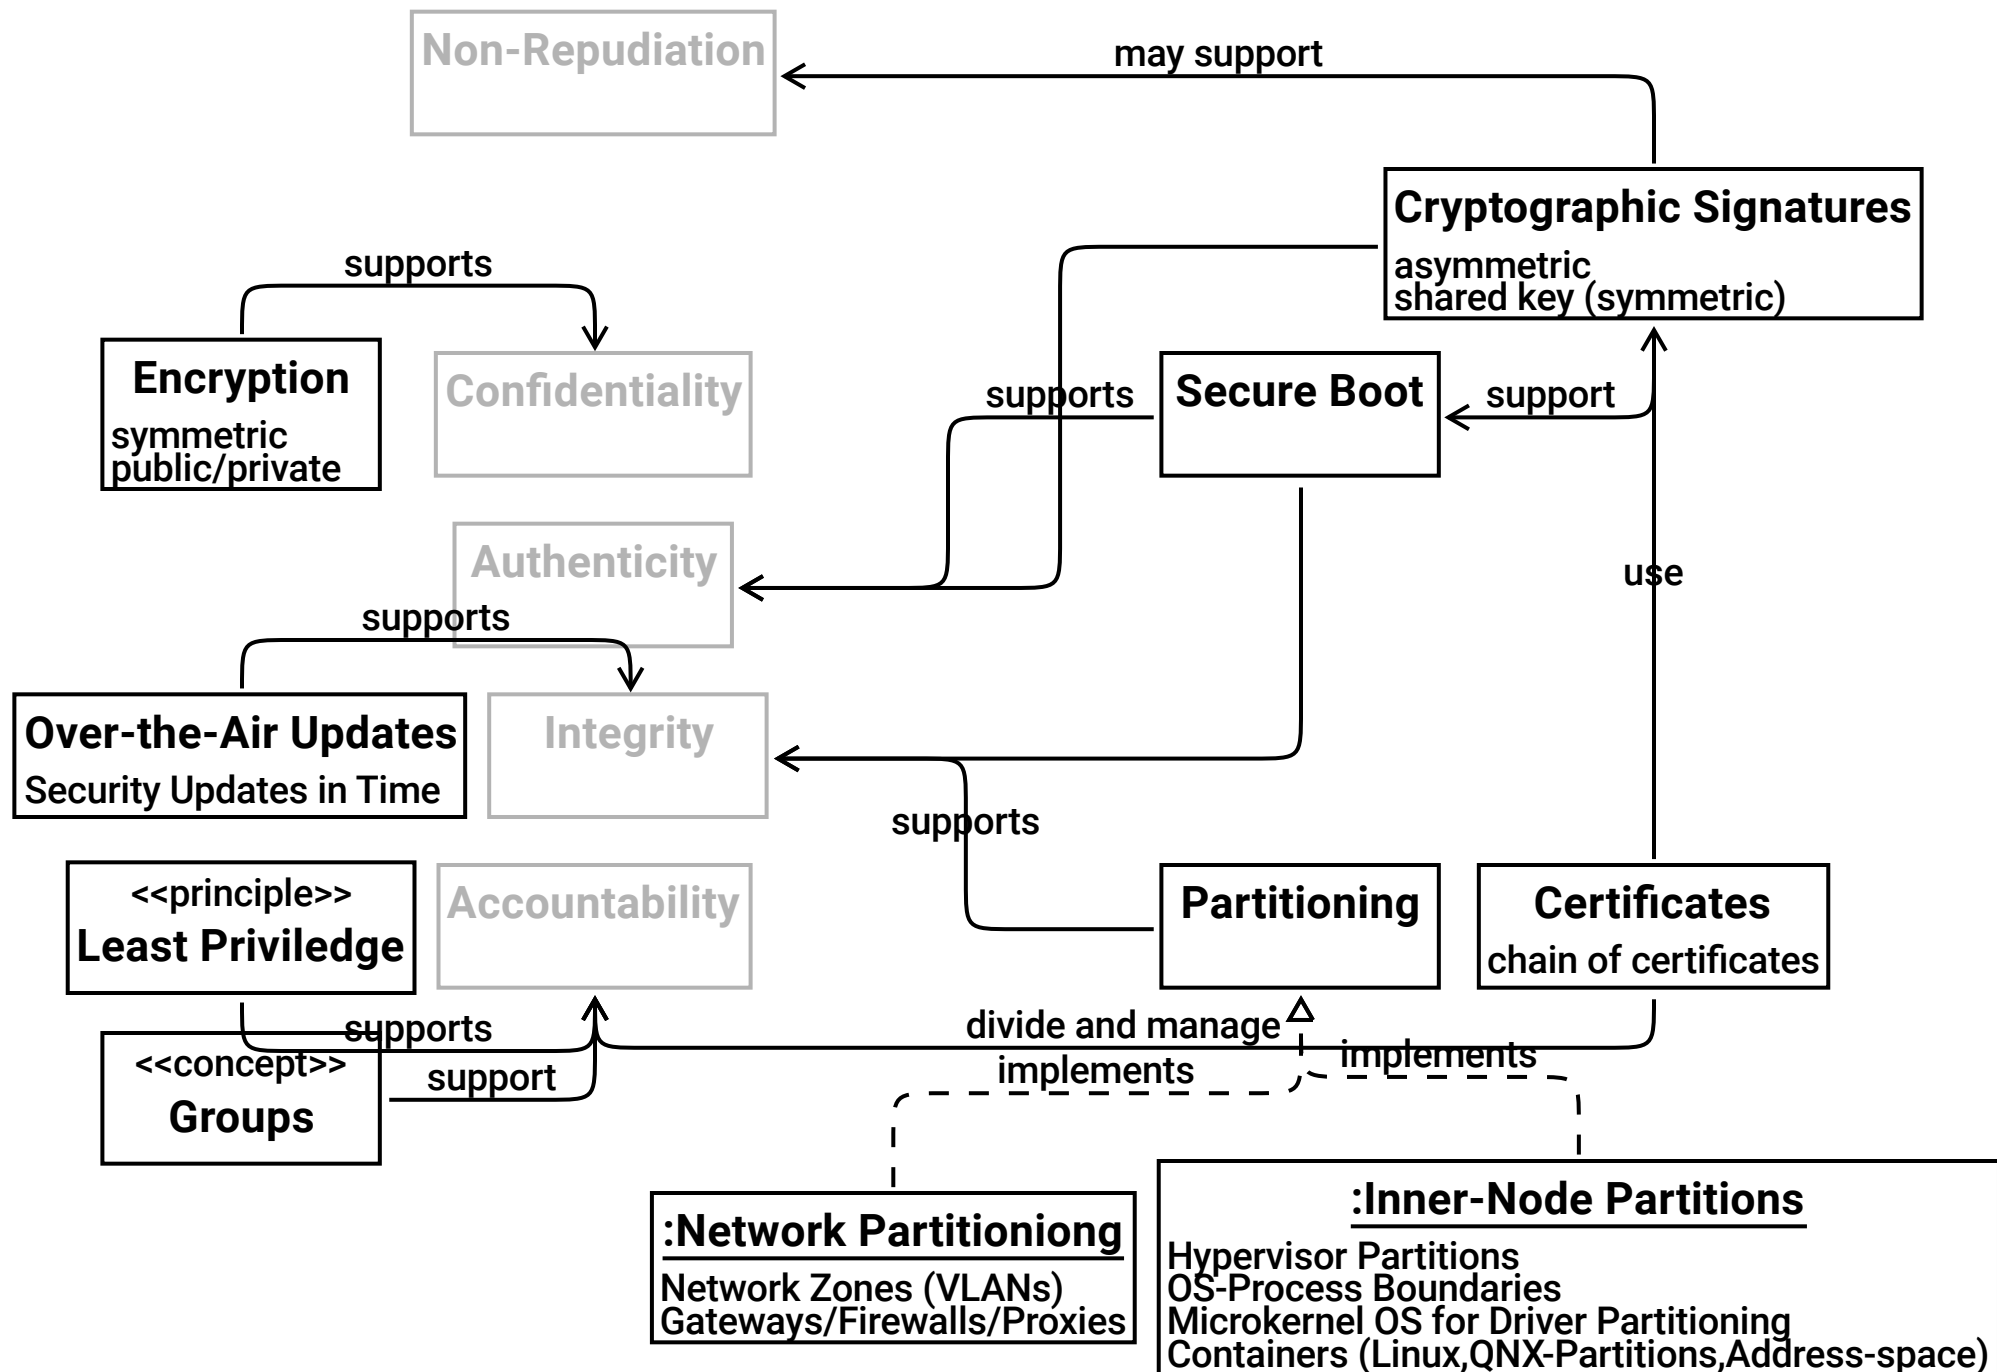 Non-Repudiation
may support
Cryptographic Signatures
asymmetric
shared key (symmetric)
supports
Encryption
symmetric
public/private
Confidentiality
supports
Secure Boot
support
Authenticity
use
supports
Over-the-Air Updates
Security Updates in Time
Integrity
supports
<<principle>>
Least Priviledge
Accountability
Partitioning
Certificates
chain of certificates
supports
divide and manage
<<concept>>
Groups
support
implements
implements
:Network Partitioniong
Network Zones (VLANs)
Gateways/Firewalls/Proxies
:Inner-Node Partitions
Hypervisor Partitions
OS-Process Boundaries
Microkernel OS for Driver Partitioning
Containers (Linux,QNX-Partitions,Address-space)